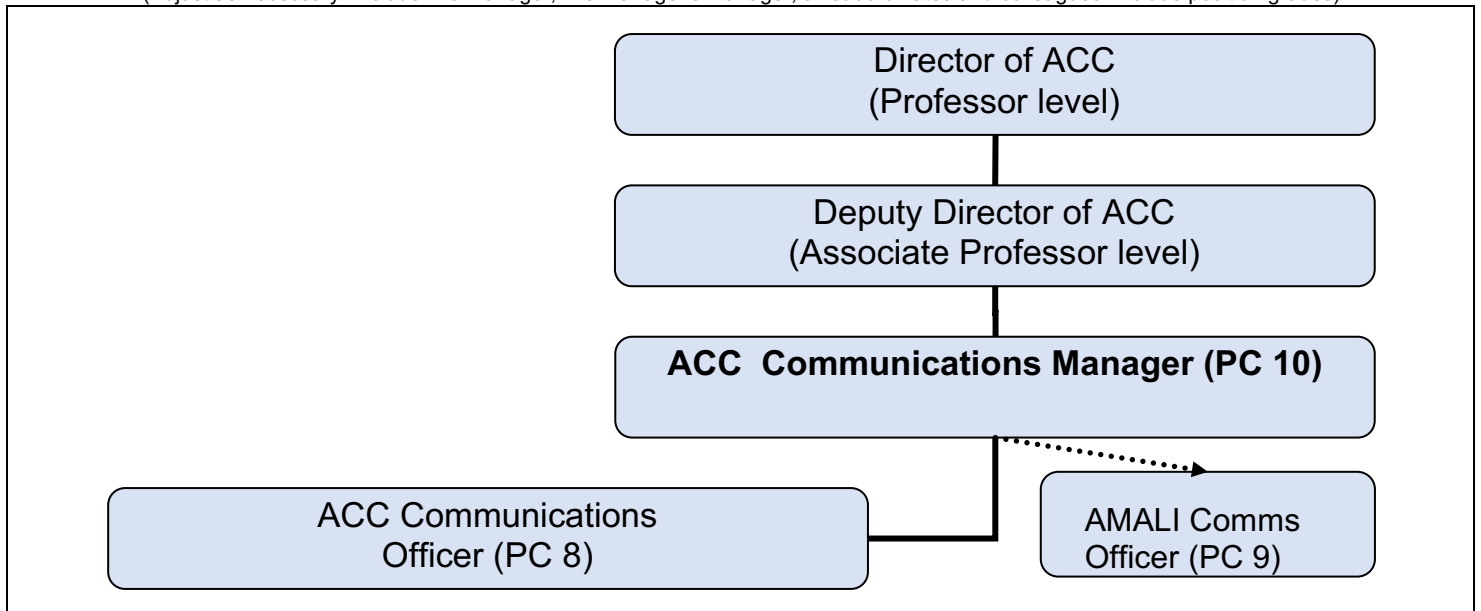 Director of ACC
(Professor level)
Deputy Director of ACC
(Associate Professor level)
ACC Communications Manager (PC 10)
ACC Communications
Officer (PC 8)
AMALI Comms
Officer (PC 9)